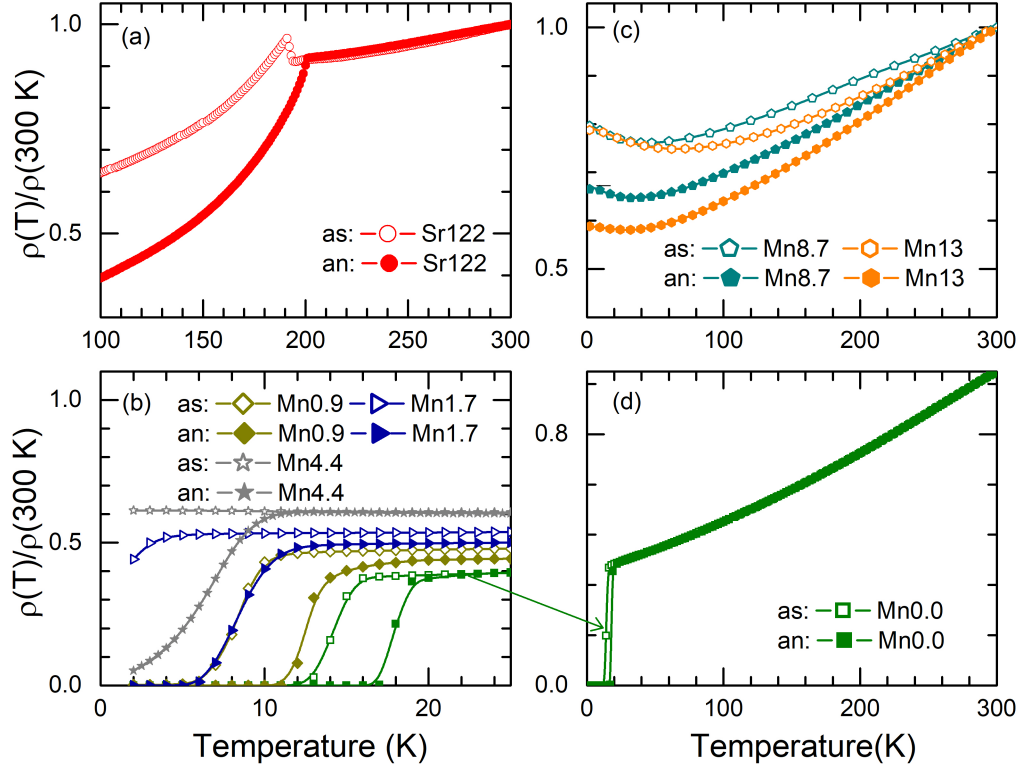 (a)
1.0
0.5
ρ(T)/ρ(300 K)
as: Sr122
an: Sr122
100 150 200 250 300
(c)
1.0
0.5
as: Mn8.7 Mn13
an: Mn8.7 Mn13
0 100 200 300
(b)
1.0
0.5
0.0
ρ(T)/ρ(300 K)
as: Mn0.9 Mn1.7
an: Mn0.9 Mn1.7
as: Mn4.4
an: Mn4.4
0 10 20
Temperature (K)
(d)
0.8
0.0
as: Mn0.0
an: Mn0.0
0 100 200 300
Temperature(K)